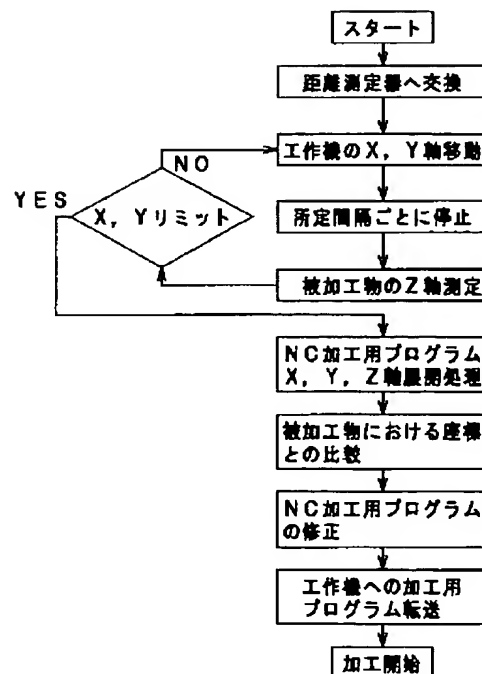 スタート
距離測定器へ交換
工作機のX,Y軸移動
NO
YES
X,Yリミット
所定間隔ごとに停止
被加工物のZ軸測定
NC加工用プログラム
X,Y,Z軸展開処理
被加工物における座標
との比較
NC加工用プログラム
の修正
工作機への加工用
プログラム転送
加工開始